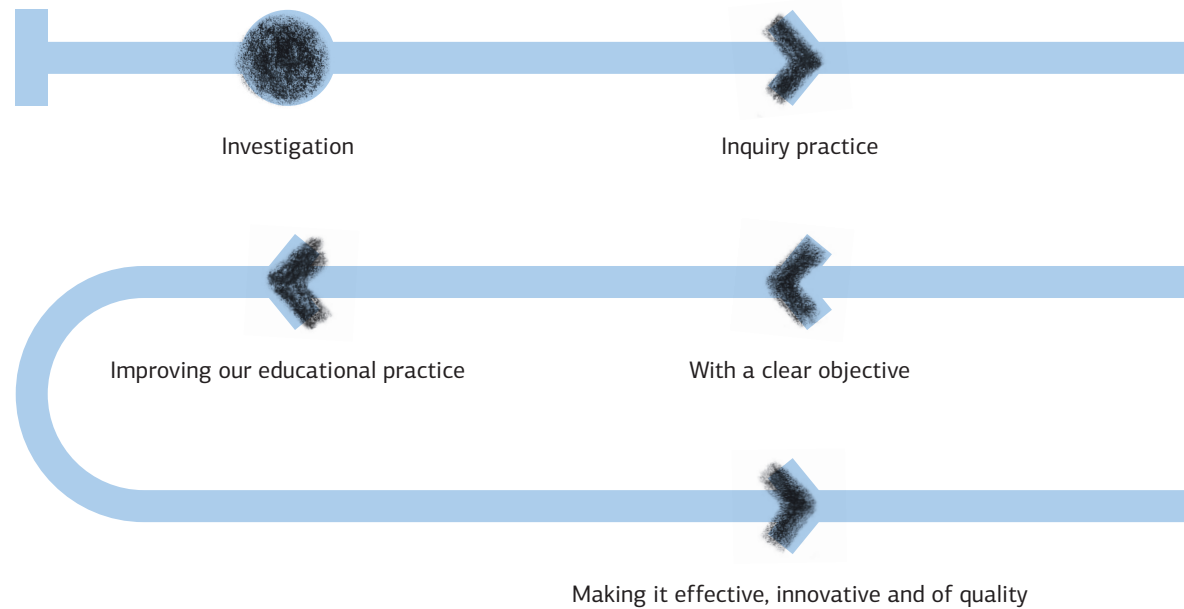 Investigation
Inquiry practice
With a clear objective
Improving our educational practice
Making it effective, innovative and of quality